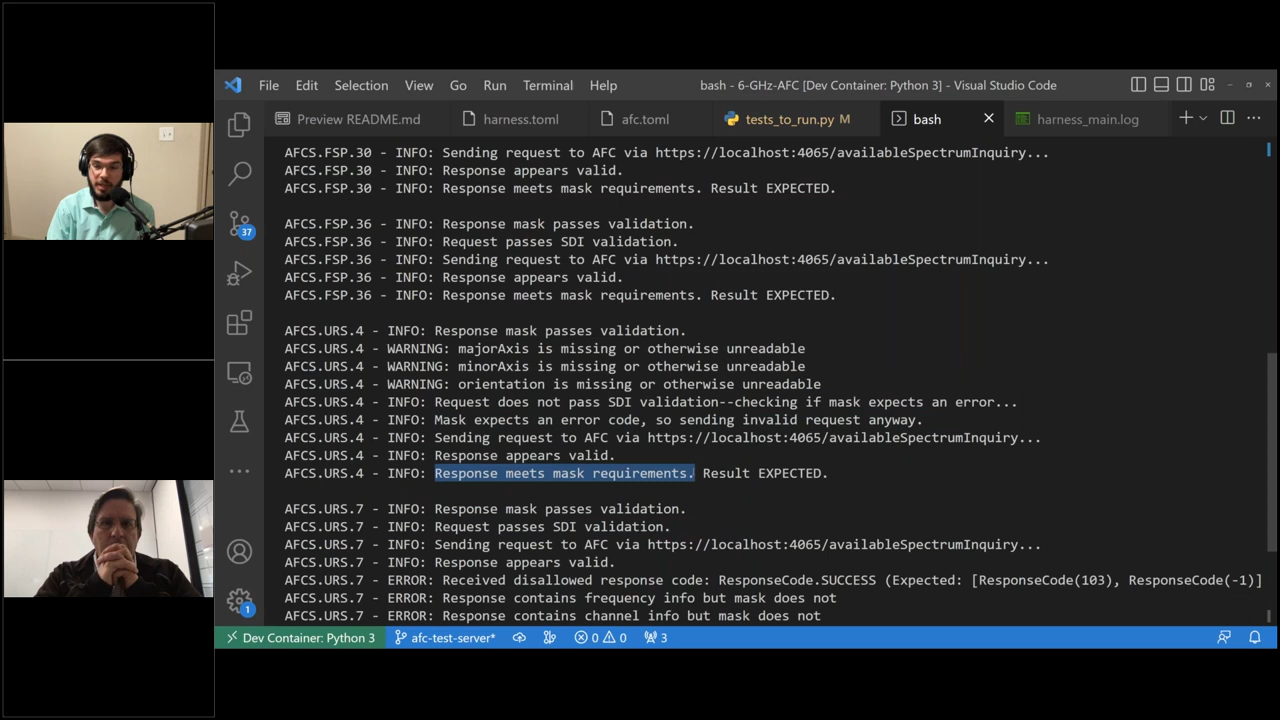 File Edit Selection View Go Run Terminal Help
bash - 6-GHz-AFC [Dev Container: Python 3] - Visual Studio Code
Preview README.md harness.toml afc.toml tests_to_run.py M bash harness_main.log
AFCS.FSP.30 - INFO: Sending request to AFC via https://localhost:4065/availableSpectrumInquiry...
AFCS.FSP.30 - INFO: Response appears valid.
AFCS.FSP.30 - INFO: Response meets mask requirements. Result EXPECTED.
AFCS.FSP.36 - INFO: Response mask passes validation.
AFCS.FSP.36 - INFO: Request passes SDI validation.
AFCS.FSP.36 - INFO: Sending request to AFC via https://localhost:4065/availableSpectrumInquiry...
AFCS.FSP.36 - INFO: Response appears valid.
AFCS.FSP.36 - INFO: Response meets mask requirements. Result EXPECTED.
AFCS.URS.4 - INFO: Response mask passes validation.
AFCS.URS.4 - WARNING: majorAxis is missing or otherwise unreadable
AFCS.URS.4 - WARNING: minorAxis is missing or otherwise unreadable
AFCS.URS.4 - WARNING: orientation is missing or otherwise unreadable
AFCS.URS.4 - INFO: Request does not pass SDI validation--checking if mask expects an error...
AFCS.URS.4 - INFO: Mask expects an error code, so sending invalid request anyway.
AFCS.URS.4 - INFO: Sending request to AFC via https://localhost:4065/availableSpectrumInquiry...
AFCS.URS.4 - INFO: Response appears valid.
AFCS.URS.4 - INFO: Response meets mask requirements. Result EXPECTED.
AFCS.URS.7 - INFO: Response mask passes validation.
AFCS.URS.7 - INFO: Request passes SDI validation.
AFCS.URS.7 - INFO: Sending request to AFC via https://localhost:4065/availableSpectrumInquiry...
AFCS.URS.7 - INFO: Response appears valid.
AFCS.URS.7 - ERROR: Received disallowed response code: ResponseCode.SUCCESS (Expected: [ResponseCode(103), ResponseCode(-1)]
AFCS.URS.7 - ERROR: Response contains frequency info but mask does not
AFCS.URS.7 - ERROR: Response contains channel info but mask does not
37
1
Dev Container: Python 3 afc-test-server* 0 0 3